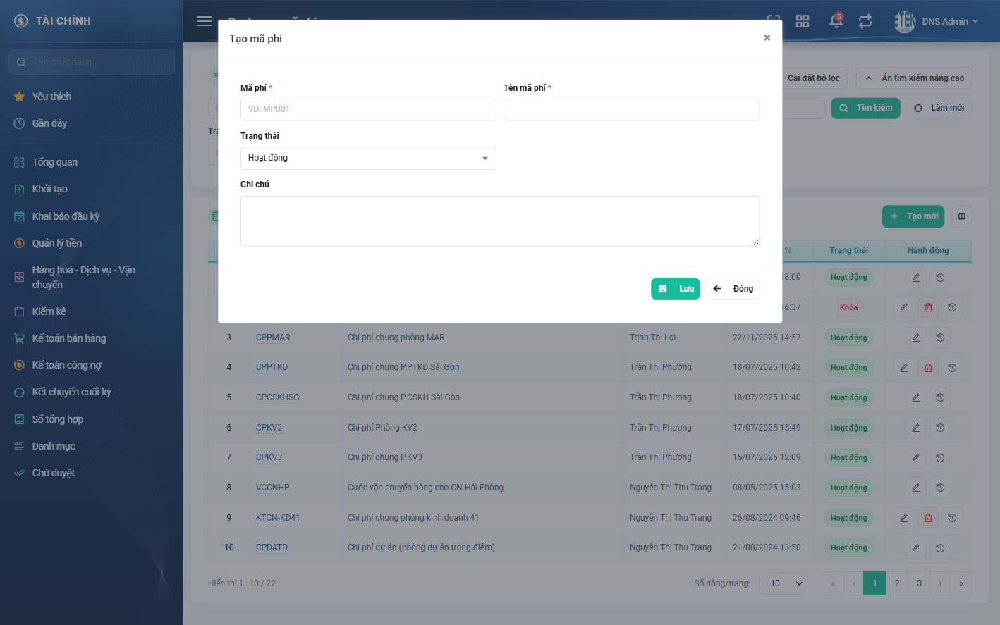 TÀI CHÍNH
5
DNS Admin
Tìm chức năng...
Yêu thích
Gần đây
Tổng quan
Khởi tạo
Khai báo đầu kỳ
Quản lý tiền
Hàng hoá - Dịch vụ - Vận
chuyển
Kiểm kê
Kế toán bán hàng
Kế toán công nợ
Kết chuyển cuối kỳ
Sổ tổng hợp
Danh mục
Chờ duyệt
Tạo mã phí
×
Mã phí *
Tên mã phí *
VD: MP001
Trạng thái
Hoạt động
Ghi chú
Lưu
Đóng
Cài đặt bộ lọc
Ẩn tìm kiếm nâng cao
Tìm kiếm
Làm mới
Tạo mới
Trạng thái
Hành động
8:00
Hoạt động
6:37
Khóa
3 CPPMAR Chi phí chung phòng MAR Trịnh Thị Lợi 22/11/2025 14:57 Hoạt động
4 CPPTKD Chi phí chung P.PTKD Sài Gòn Trần Thị Phương 18/07/2025 10:42 Hoạt động
5 CPCSKHSG Chi phí chung P.CSKH Sài Gòn Trần Thị Phương 18/07/2025 10:40 Hoạt động
6 CPKV2 Chi phí Phòng KV2 Trần Thị Phương 17/07/2025 15:49 Hoạt động
7 CPKV3 Chi phí chung P.KV3 Trần Thị Phương 15/07/2025 12:09 Hoạt động
8 VCCNHP Cước vận chuyển hàng cho CN Hải Phòng Nguyễn Thị Thu Trang 08/05/2025 15:03 Hoạt động
9 KTCN-KD41 Chi phí chung phòng kinh doanh 41 Nguyễn Thị Thu Trang 26/08/2024 09:46 Hoạt động
10 CPDATD Chi phí dự án (phòng dự án trọng điểm) Nguyễn Thị Thu Trang 21/08/2024 13:50 Hoạt động
Hiển thị 1–10 / 22
Số dòng/trang: 10
« ‹ 1 2 3 › »